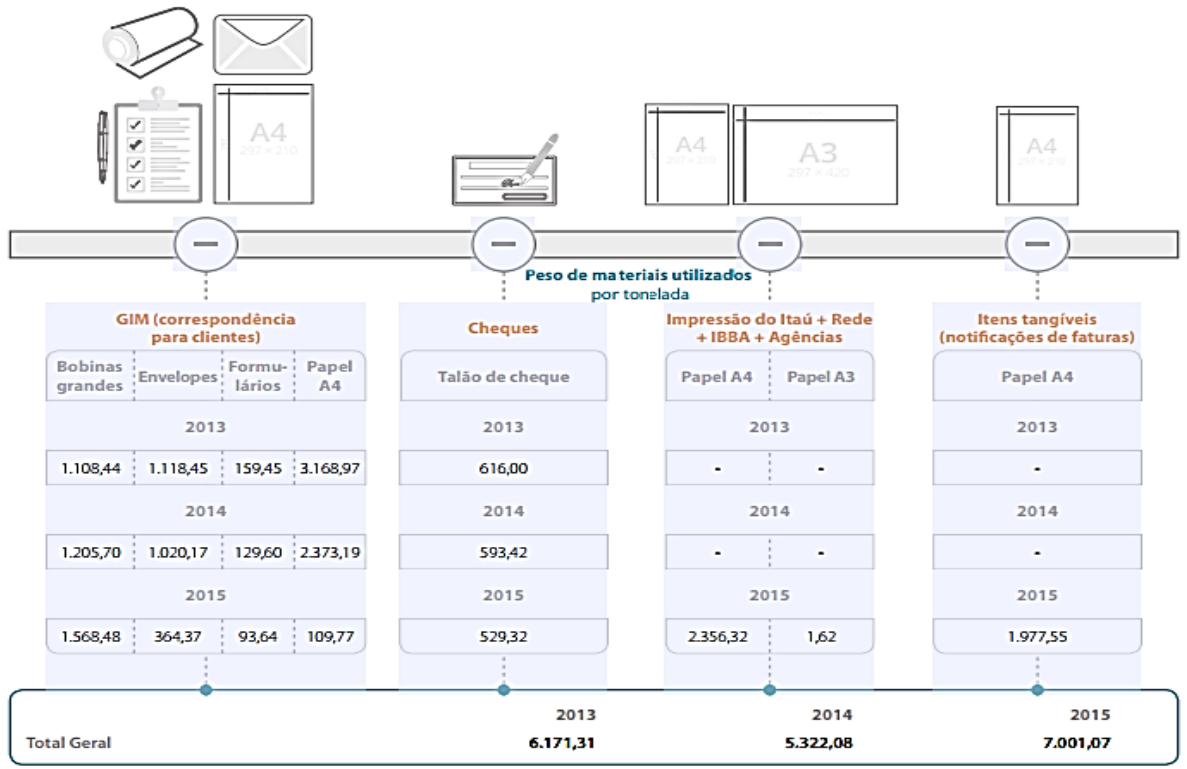 A4
297 × 210
A4
297 × 210
A3
297 × 420
A4
297 × 210
Peso de materiais utilizados
por tonelada
GIM (correspondência
para clientes)
Bobinas grandes Envelopes Formu-lários Papel A4
2013
1.108,44 1.118,45 159,45 3.168,97
2014
1.205,70 1.020,17 129,60 2.373,19
2015
1.568,48 364,37 93,64 109,77
Cheques
Talão de cheque
2013
616,00
2014
593,42
2015
529,32
Impressão do Itaú + Rede
+ IBBA + Agências
Papel A4 Papel A3
2013
- -
2014
- -
2015
2.356,32 1,62
Itens tangíveis
(notificações de faturas)
Papel A4
2013
-
2014
-
2015
1.977,55
2013 2014 2015
Total Geral 6.171,31 5.322,08 7.001,07